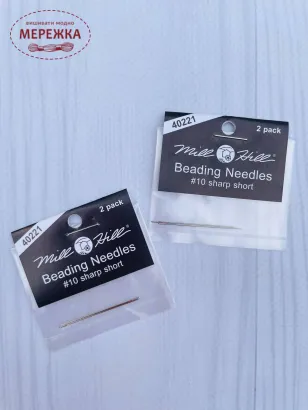 ВИШИВАТИ МОДНО
МЕРЕЖКА
40221
2 pack
Mill Hill
Beading Needles
#10 sharp short
40221
2 pack
Mill Hill
Beading Needles
#10 sharp short